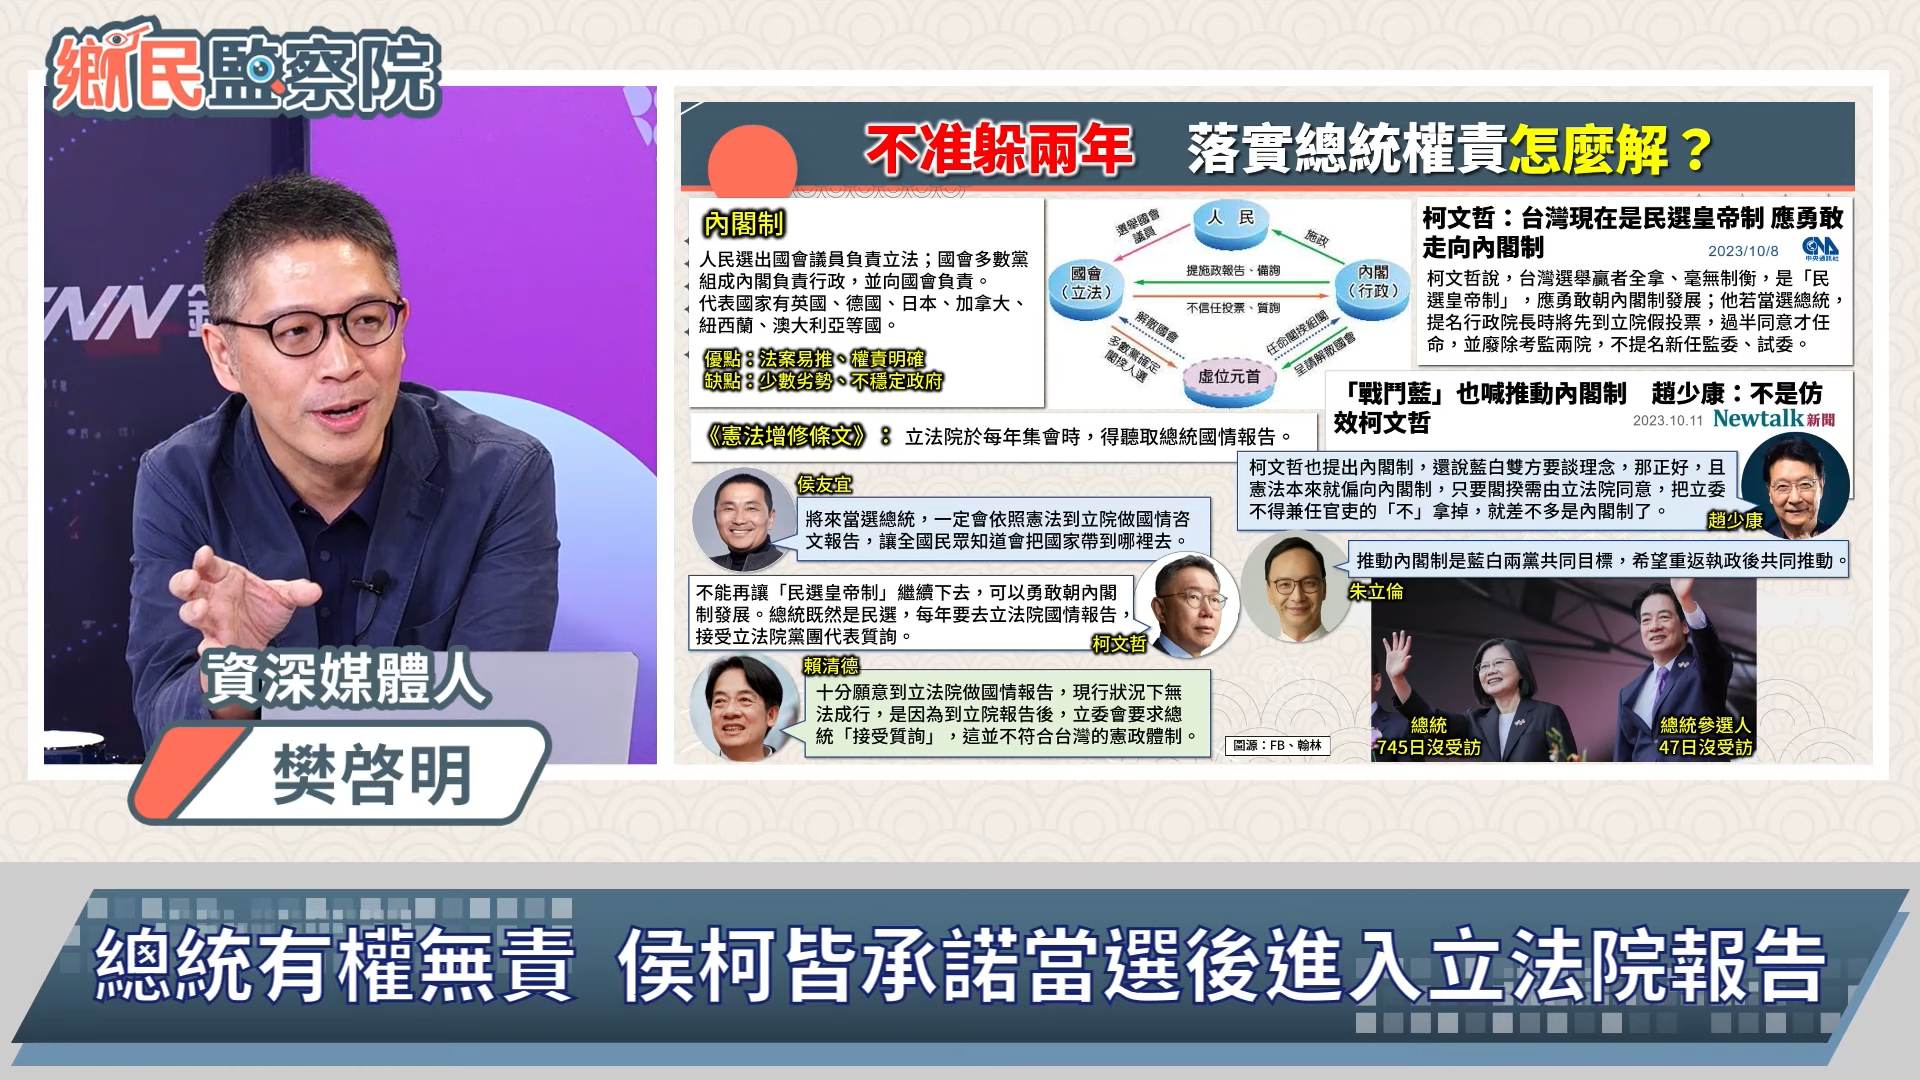 鄉民監察院
不准躲兩年 落實總統權責怎麼解？
內閣制
人民選出國會議員負責立法；國會多數黨
組成內閣負責行政，並向國會負責。
代表國家有英國、德國、日本、加拿大、
紐西蘭、澳大利亞等國。
優點：法案易推、權責明確
缺點：少數劣勢、不穩定政府
人 民
選舉國會
議員
施政
國會
（立法）
提施政報告、備詢
不信任投票、質詢
內閣
（行政）
解散國會
多數黨確定
閣揆人選
任命閣揆組閣
呈請解散國會
虛位元首
柯文哲：台灣現在是民選皇帝制 應勇敢
走向內閣制
2023/10/8
CNA
中央通訊社
柯文哲說，台灣選舉贏者全拿、毫無制衡，是「民
選皇帝制」，應勇敢朝內閣制發展；他若當選總統，
提名行政院長時將先到立院假投票，過半同意才任
命，並廢除考監兩院，不提名新任監委、試委。
「戰鬥藍」也喊推動內閣制 趙少康：不是仿
效柯文哲
2023.10.11 Newtalk新聞
《憲法增修條文》： 立法院於每年集會時，得聽取總統國情報告。
柯文哲也提出內閣制，還說藍白雙方要談理念，那正好，且
憲法本來就偏向內閣制，只要閣揆需由立法院同意，把立委
不得兼任官吏的「不」拿掉，就差不多是內閣制了。
趙少康
侯友宜
將來當選總統，一定會依照憲法到立院做國情咨
文報告，讓全國民眾知道會把國家帶到哪裡去。
推動內閣制是藍白兩黨共同目標，希望重返執政後共同推動。
朱立倫
不能再讓「民選皇帝制」繼續下去，可以勇敢朝內閣
制發展。總統既然是民選，每年要去立法院國情報告，
接受立法院黨團代表質詢。
柯文哲
賴清德
十分願意到立法院做國情報告，現行狀況下無
法成行，是因為到立院報告後，立委會要求總
統「接受質詢」，這並不符合台灣的憲政體制。
圖源：FB、翰林
總統
745日沒受訪
總統參選人
47日沒受訪
資深媒體人
樊啓明
總統有權無責 侯柯皆承諾當選後進入立法院報告